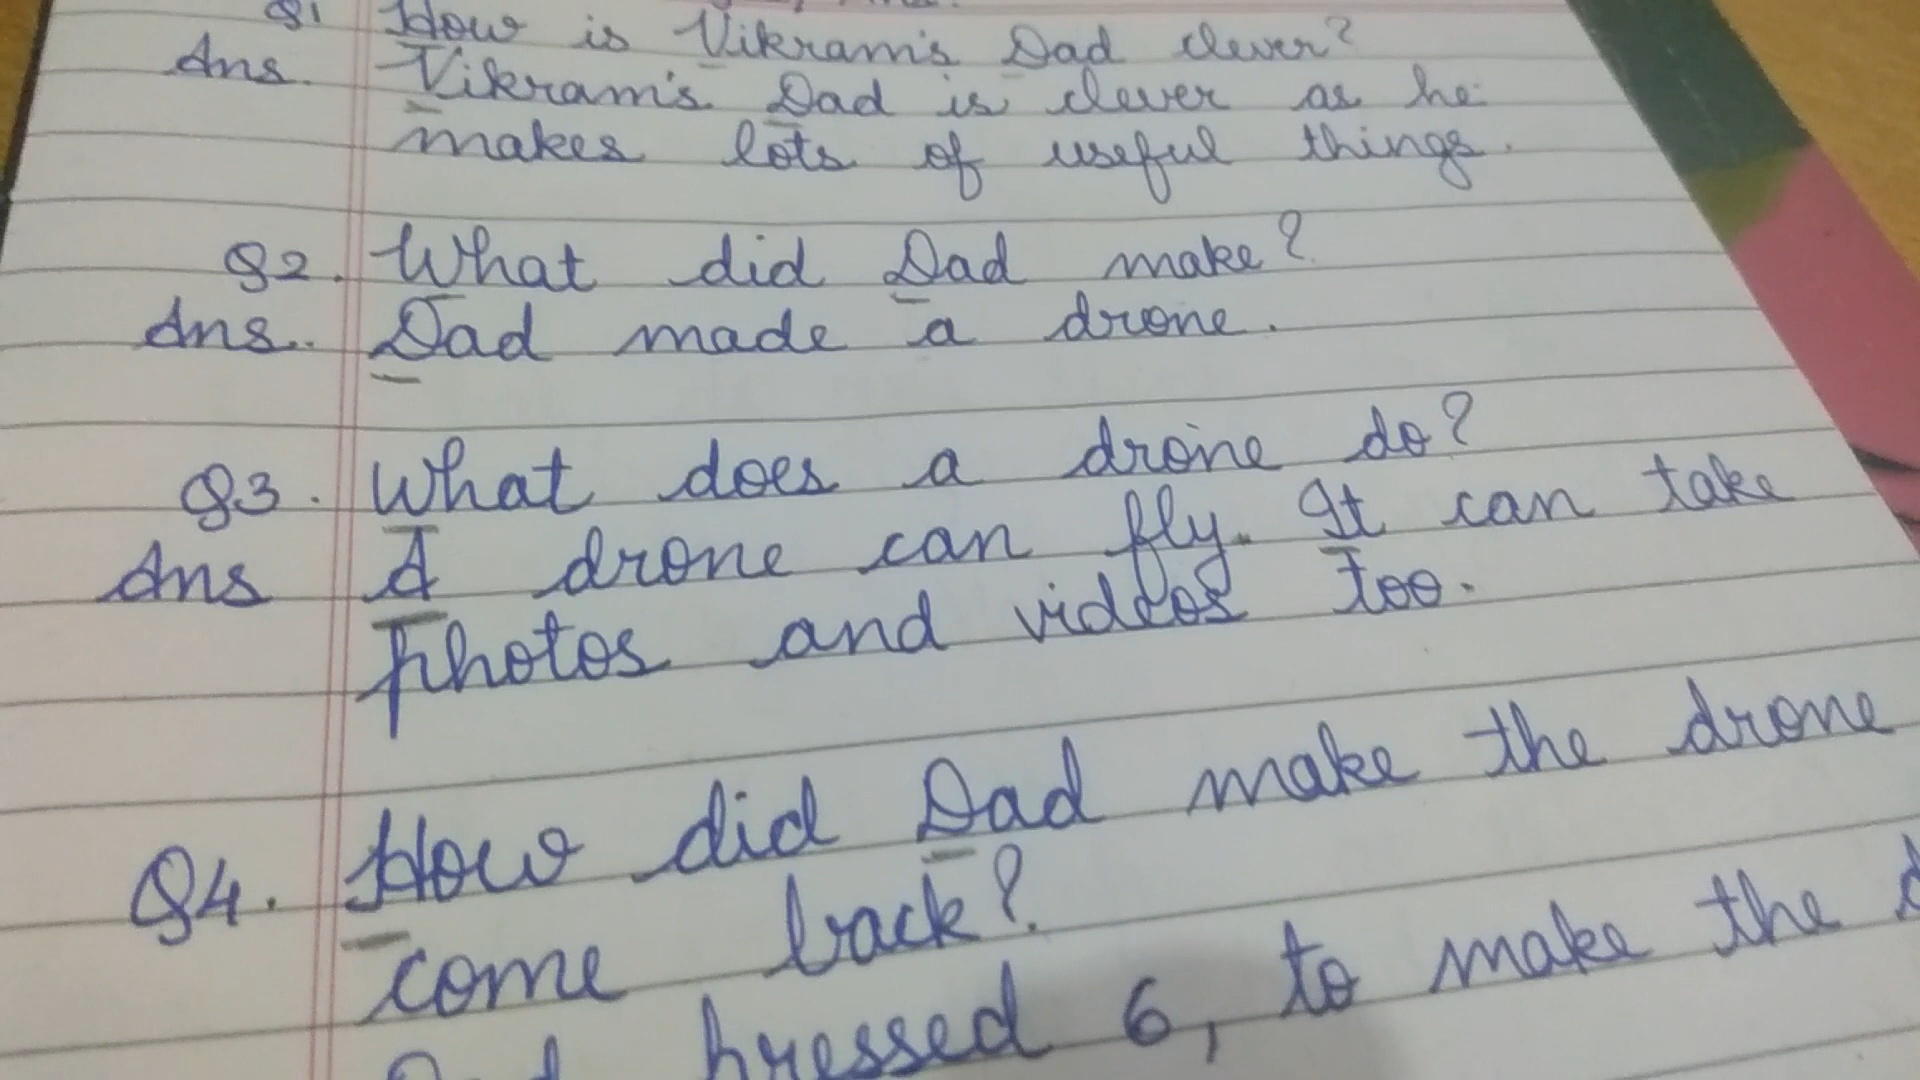 Q1 How is Vikram's Dad clever?
Ans. Vikram's Dad is clever as he
makes lots of useful things.
Q2. What did Dad make?
Ans. Dad made a drone.
Q3. What does a drone do?
Ans A drone can fly. It can take
photos and videos too.
Q4. How did Dad make the drone
come back?
Dad pressed 6, to make the